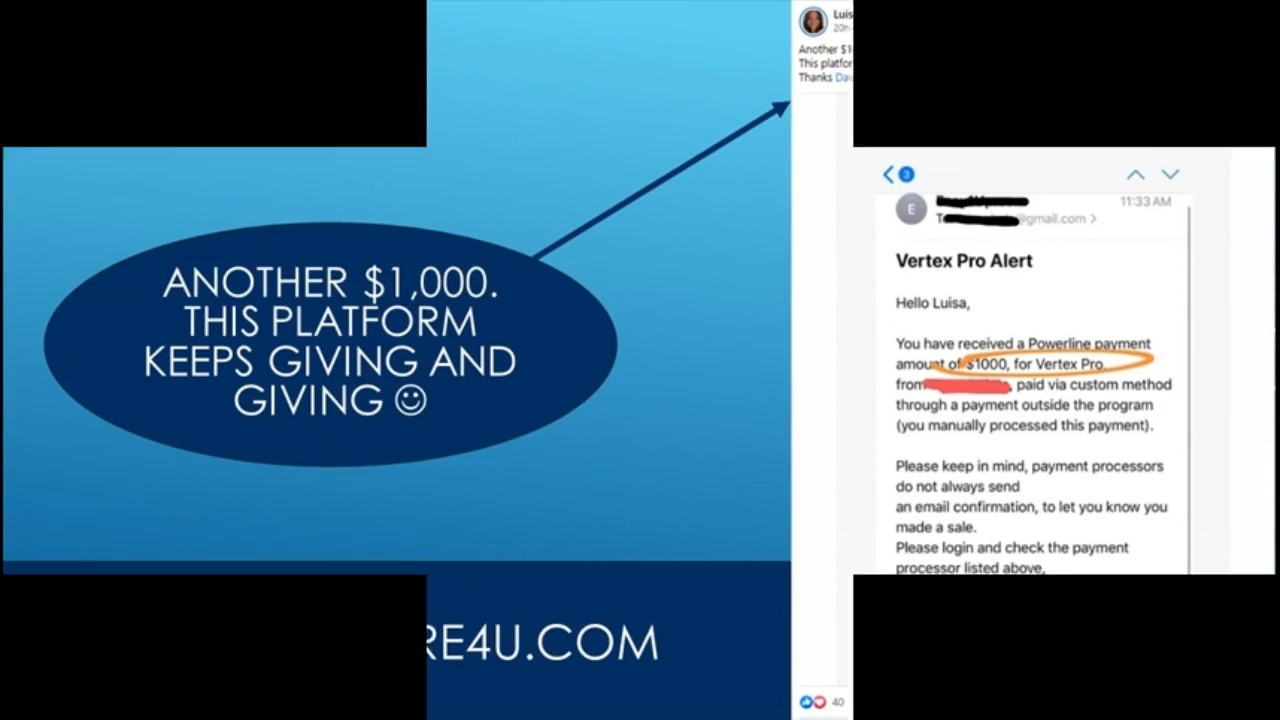 ANOTHER $1,000.
THIS PLATFORM
KEEPS GIVING AND
GIVING ☺
RE4U.COM
Luis
20h
Another $1
This platfor
Thanks Da
3
E
11:33 AM
@gmail.com >
Vertex Pro Alert
Hello Luisa,
You have received a Powerline payment
amount of $1000, for Vertex Pro.
from , paid via custom method
through a payment outside the program
(you manually processed this payment).
Please keep in mind, payment processors
do not always send
an email confirmation, to let you know you
made a sale.
Please login and check the payment
processor listed above,
40